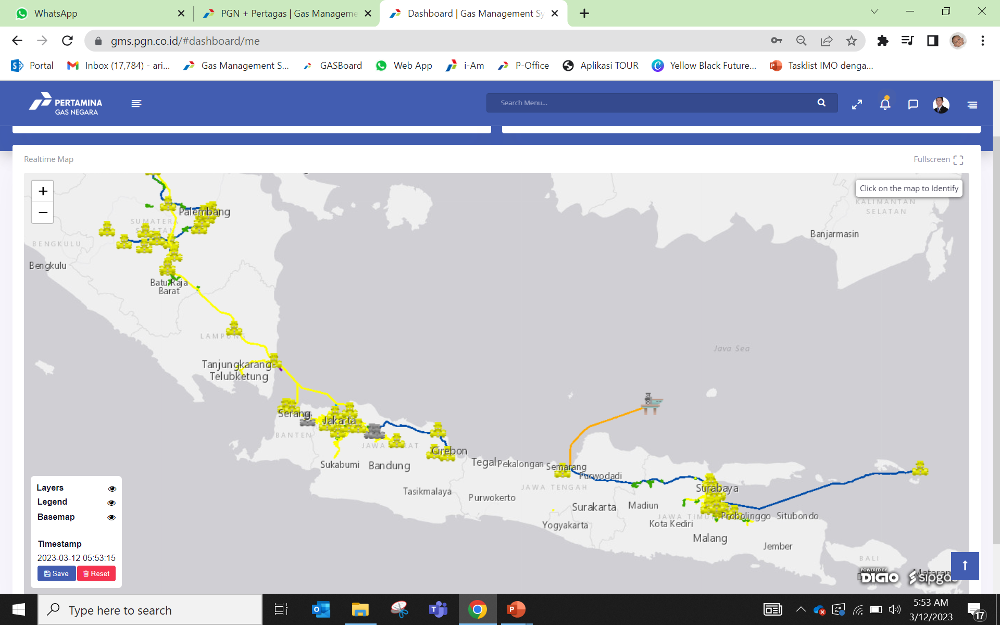 WhatsApp
PGN + Pertagas | Gas Manageme
Dashboard | Gas Management Sy
gms.pgn.co.id/#dashboard/me
Portal
Inbox (17,784) - ari...
Gas Management S...
GASBoard
Web App
i-Am
P-Office
Aplikasi TOUR
Yellow Black Future...
Tasklist IMO denga...
PERTAMINA
GAS NEGARA
Search Menu...
Realtime Map
Fullscreen
+
−
Click on the map to Identify
KALIMANTAN
SELATAN
Palembang
SUMATERA
SELATAN
Banjarmasin
BENGKULU
Bengkulu
Batu Raja
Barat
LAMPUNG
Java Sea
Tanjungkarang-
Telubketung
Serang
Jakarta
BANTEN
JAWA BARAT
Cirebon
Sukabumi
Bandung
Tegal
Pekalongan
Semarang
Purwodadi
JAWA TENGAH
Surabaya
Tasikmalaya
Purwokerto
Surakarta
Madiun
JAWA TIMUR
Probolinggo
Situbondo
Yogyakarta
Kota Kediri
Malang
Jember
BALI
Mataram
Layers
Legend
Basemap
Timestamp
2023-03-12 05:53:15
Save
Reset
POWERED BY
DIGIO
sipgas
Type here to search
5:53 AM
3/12/2023
17